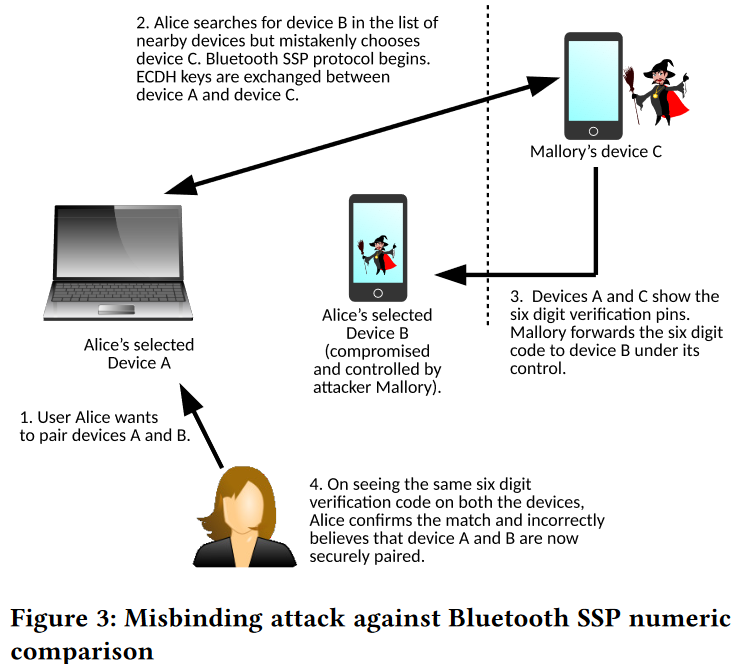 2. Alice searches for device B in the list of
nearby devices but mistakenly chooses
device C. Bluetooth SSP protocol begins.
ECDH keys are exchanged between
device A and device C.
Mallory's device C
Alice's selected
Device A
Alice's selected
Device B
(compromised
and controlled by
attacker Mallory).
3. Devices A and C show the
six digit verification pins.
Mallory forwards the six digit
code to device B under its
control.
1. User Alice wants
to pair devices A and B.
4. On seeing the same six digit
verification code on both the devices,
Alice confirms the match and incorrectly
believes that device A and B are now
securely paired.
Figure 3: Misbinding attack against Bluetooth SSP numeric
comparison